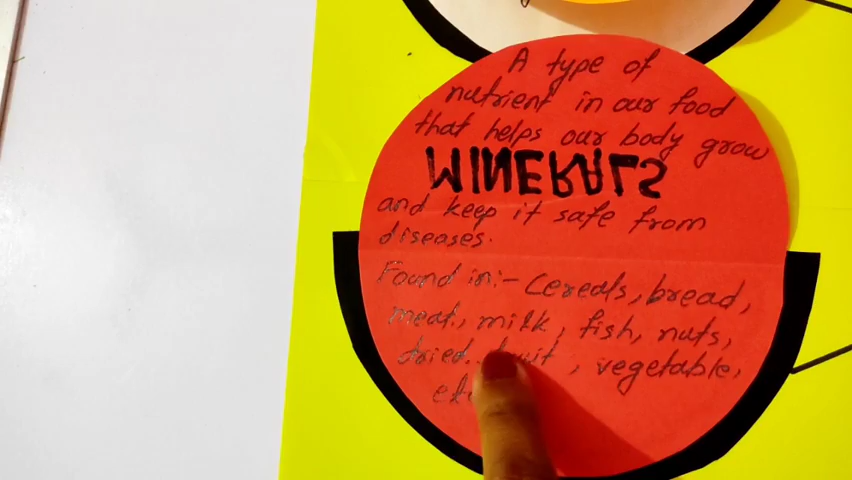 A type of
nutrient in our food
that helps our body grow
MINERALS
and keep it safe from
diseases.
Found in:- Cereals, bread,
meat, milk, fish, nuts,
dried fruit, vegetable,